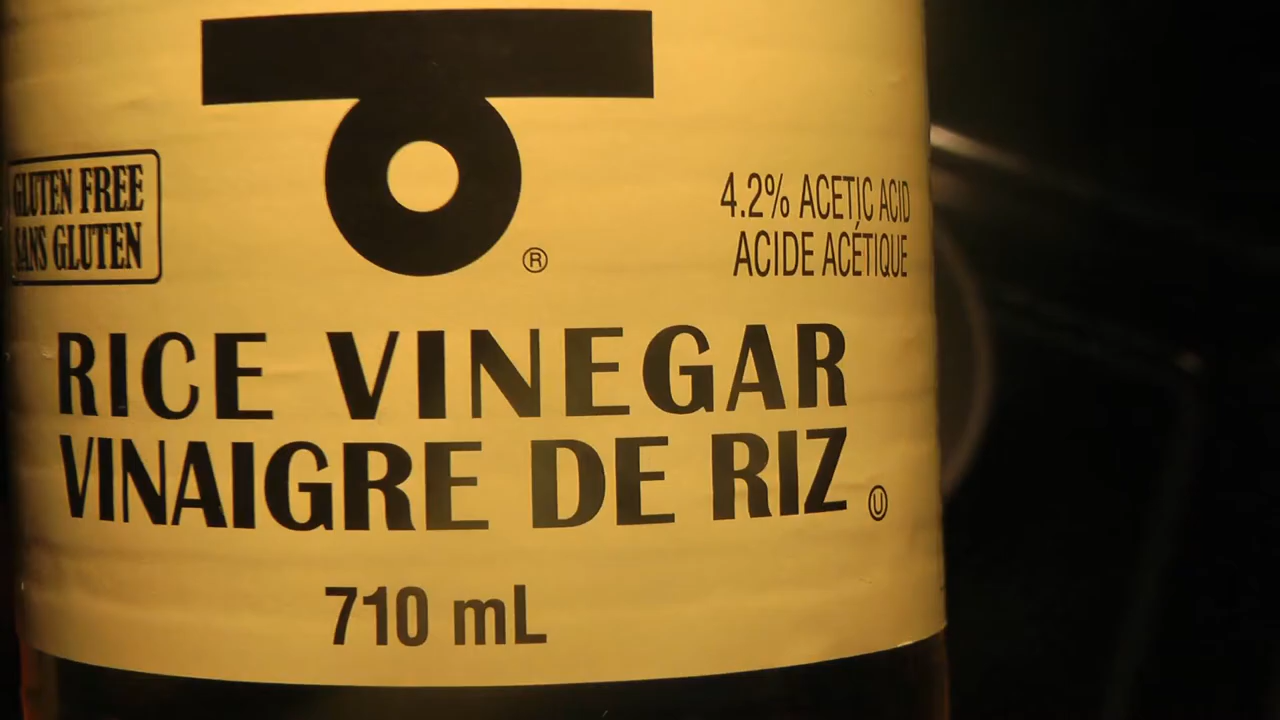 GLUTEN FREE
SANS GLUTEN
®
4.2% ACETIC ACID
ACIDE ACÉTIQUE
RICE VINEGAR
VINAIGRE DE RIZ Ⓤ
710 mL